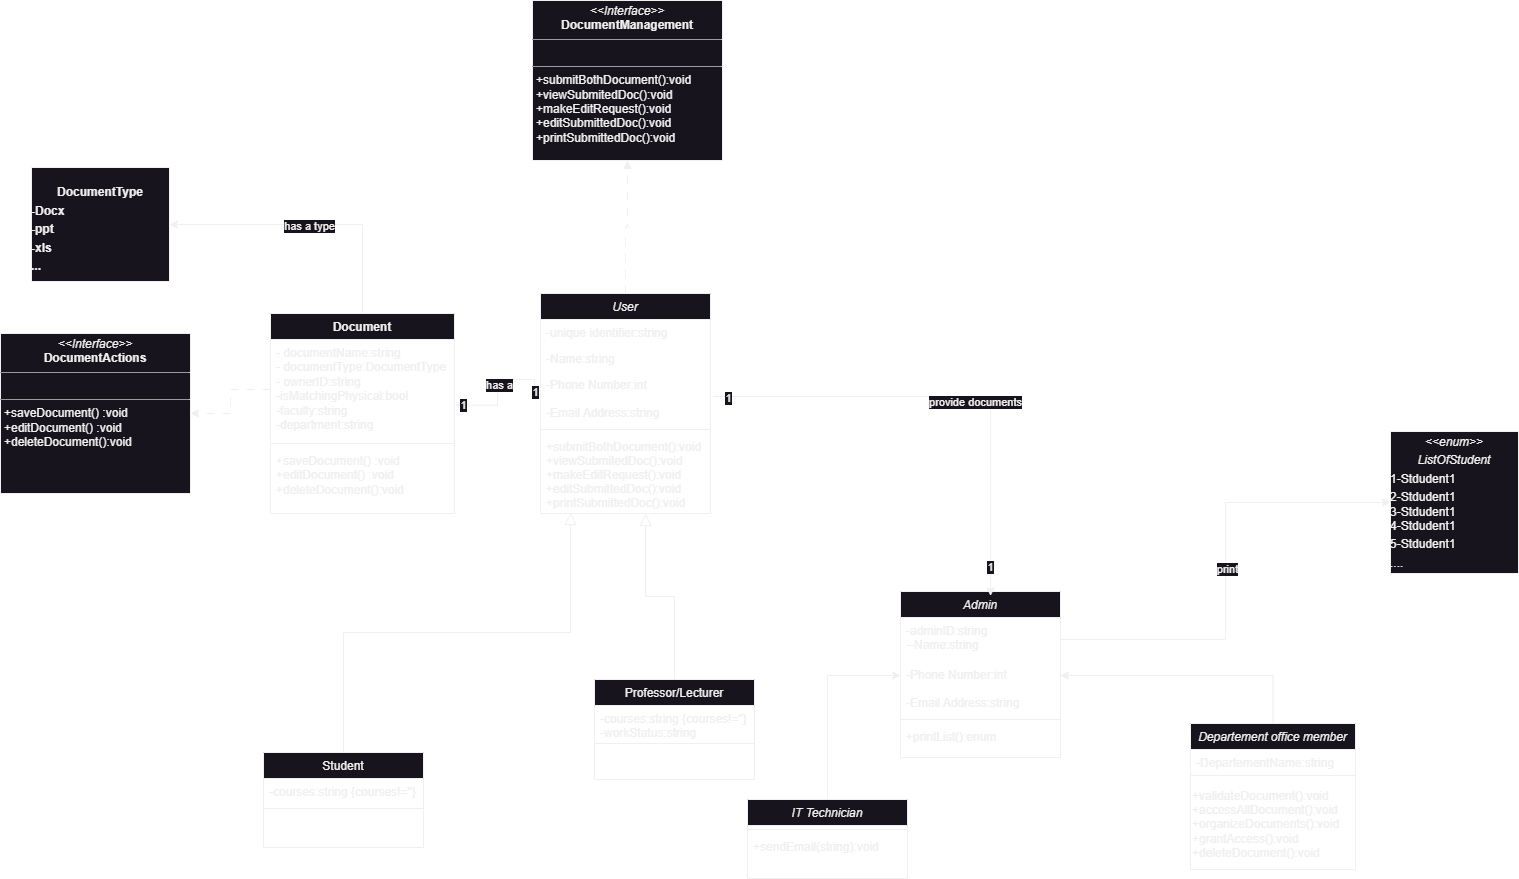 <<Interface>>
DocumentManagement
+submitBothDocument():void
+viewSubmitedDoc():void
+makeEditRequest():void
+editSubmittedDoc():void
+printSubmittedDoc():void
DocumentType
-Docx
-ppt
-xls
...
has a type
<<Interface>>
DocumentActions
+saveDocument() :void
+editDocument() :void
+deleteDocument():void
Document
- documentName:string
- documentType:DocumentType
- ownerID:string
-isMatchingPhysical:bool
-faculty:string
-department:string
+saveDocument() :void
+editDocument() :void
+deleteDocument():void
1
has a
1
User
-unique identifier:string
-Name:string
-Phone Number:int
-Email Address:string
+submitBothDocument():void
+viewSubmitedDoc():void
+makeEditRequest():void
+editSubmittedDoc():void
+printSubmittedDoc():void
1
provide documents
1
<<enum>>
ListOfStudent
1-Stdudent1
2-Stdudent1
3-Stdudent1
4-Stdudent1
5-Stdudent1
....
print
Admin
-adminID:string
--Name:string
-Phone Number:int
-Email Address:string
+printList():enum
Professor/Lecturer
-courses:string {courses!=''}
-workStatus:string
Student
-courses:string {courses!=''}
IT Technician
+sendEmail(string):void
Departement office member
-DepartementName:string
+validateDocument():void
+accessAllDocument():void
+organizeDocuments():void
+grantAccess():void
+deleteDocument():void